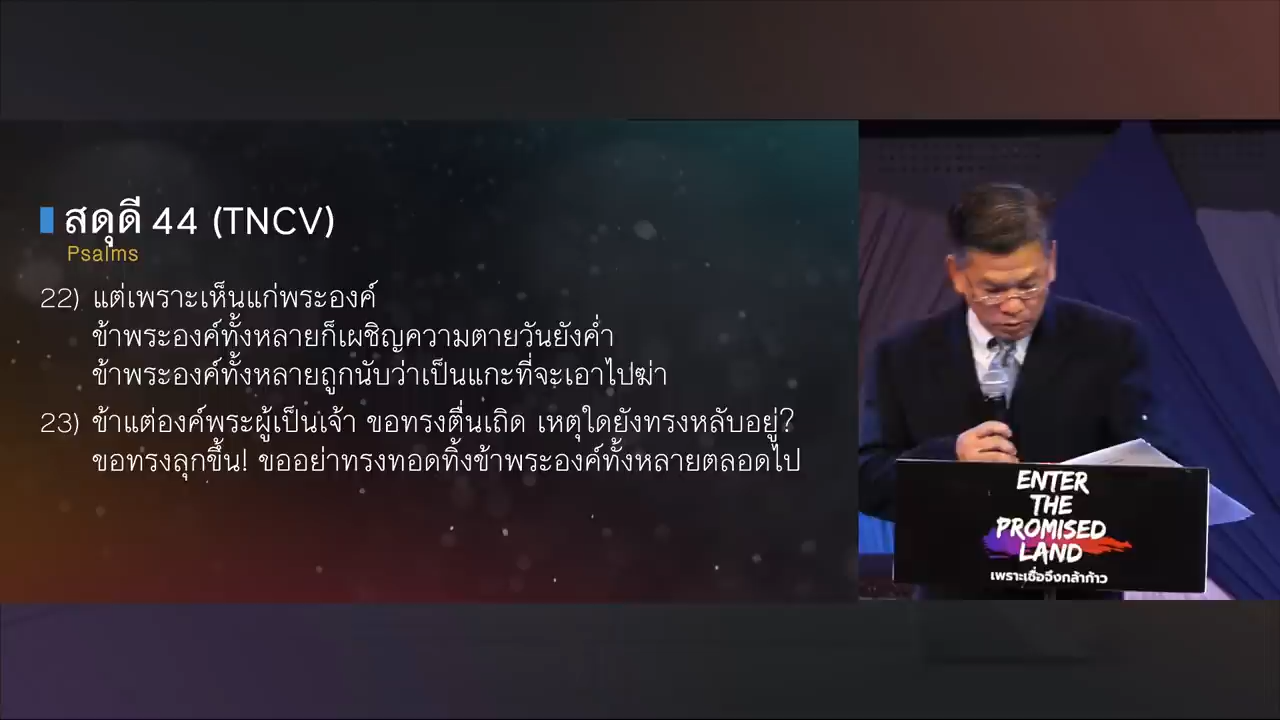 สดุดี 44 (TNCV)
Psalms
22) แต่เพราะเห็นแก่พระองค์
ข้าพระองค์ทั้งหลายก็เผชิญความตายวันยังค่ำ
ข้าพระองค์ทั้งหลายถูกนับว่าเป็นแกะที่จะเอาไปฆ่า
23) ข้าแต่องค์พระผู้เป็นเจ้า ขอทรงตื่นเถิด เหตุใดยังทรงหลับอยู่?
ขอทรงลุกขึ้น! ขออย่าทรงทอดทิ้งข้าพระองค์ทั้งหลายตลอดไป
ENTER
THE
PROMISED
LAND
เพราะเชื่อจึงกล้าก้าว